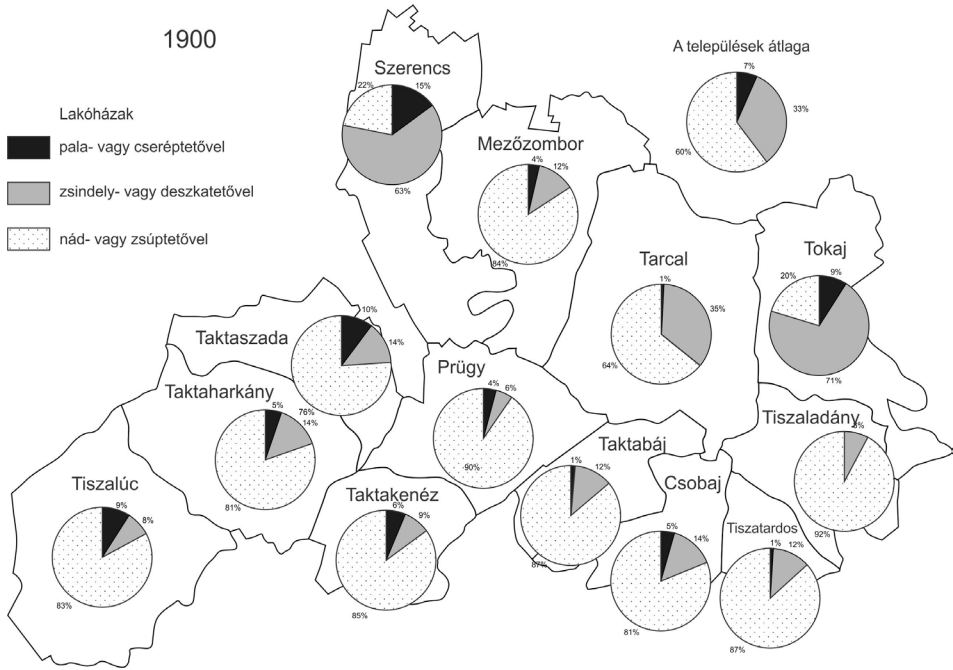 1900
Lakóházak
pala- vagy cseréptetővel
zsindely- vagy deszkatetővel
nád- vagy zsúptetővel
Szerencs
22%
15%
63%
A települések átlaga
7%
33%
60%
Mezőzombor
4%
12%
84%
Tarcal
1%
35%
64%
Tokaj
20%
9%
71%
Taktaszada
10%
14%
76%
Prügy
4%
6%
90%
Taktaharkány
5%
14%
81%
Tiszaladány
8%
92%
Taktabáj
1%
12%
87%
Csobaj
5%
14%
81%
Tiszalúc
9%
8%
83%
Taktakenéz
6%
9%
85%
Tiszatardos
1%
12%
87%